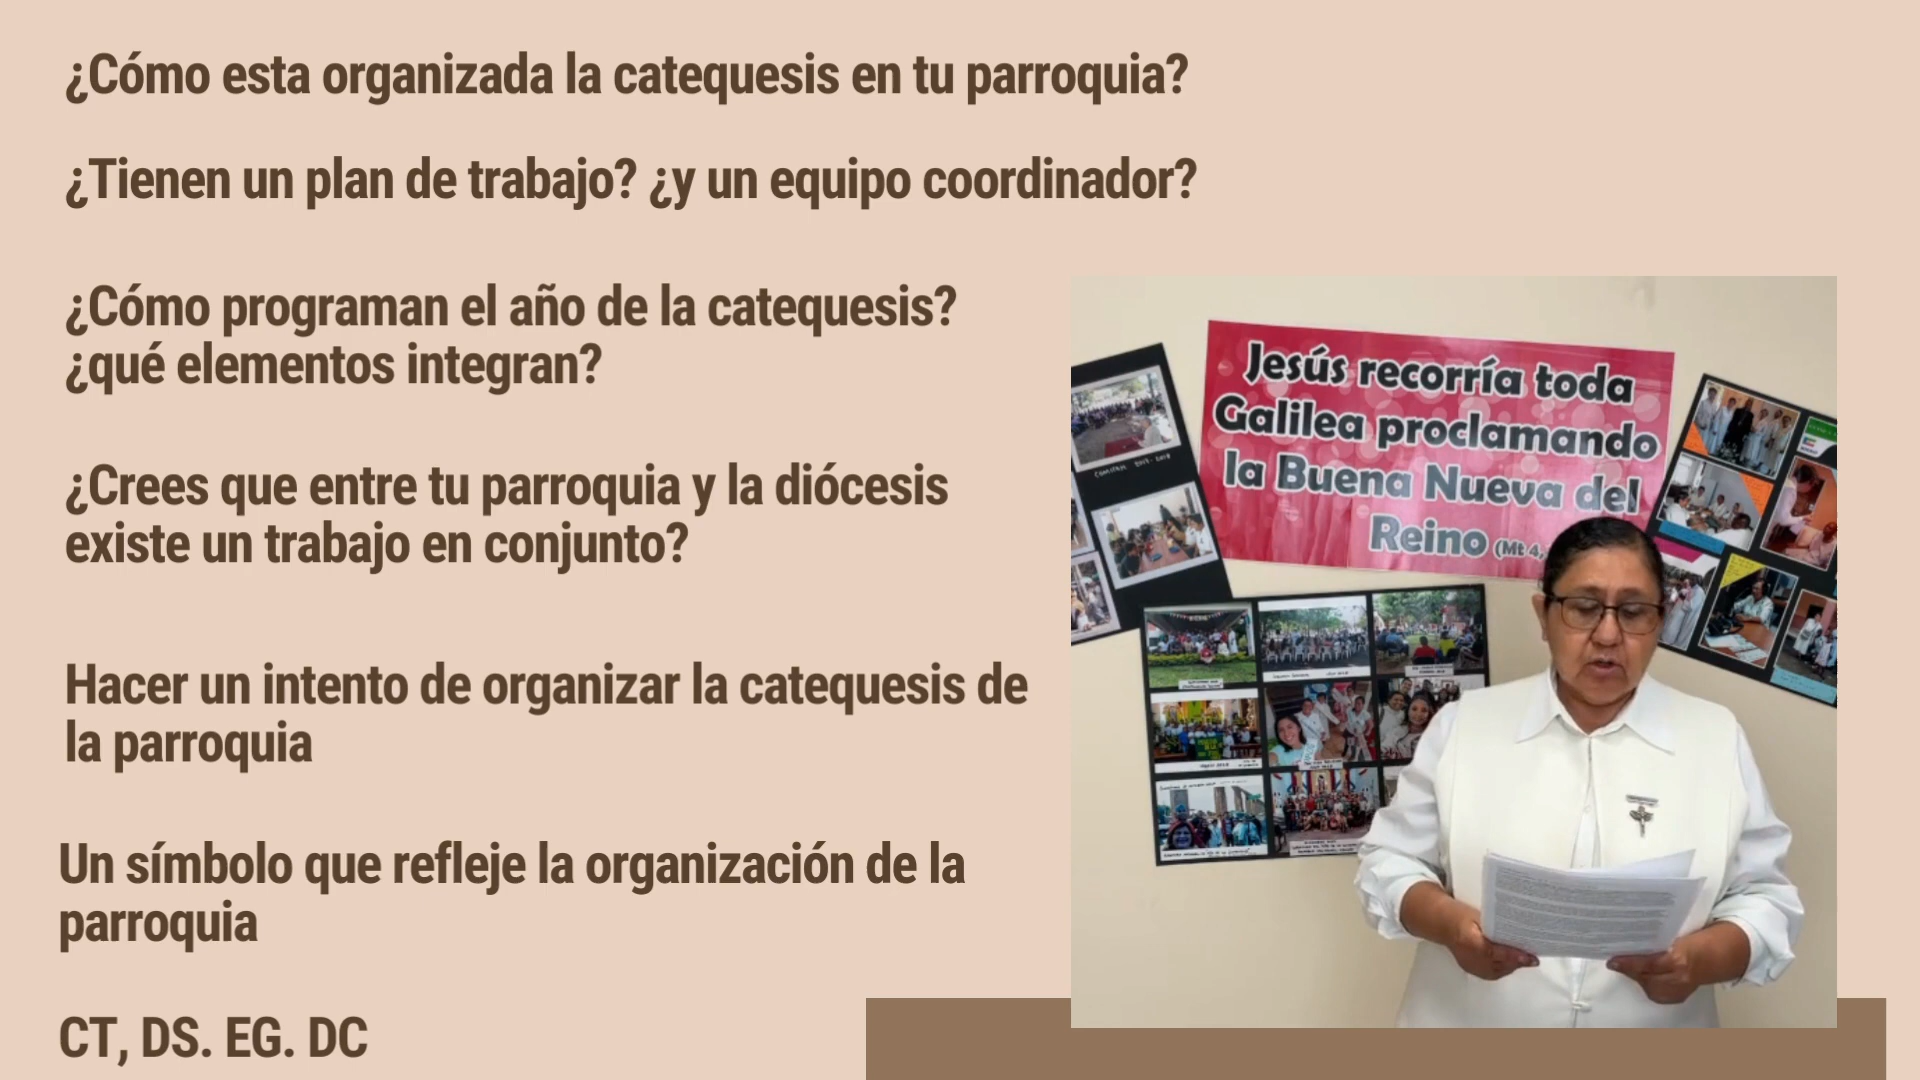 ¿Cómo esta organizada la catequesis en tu parroquia?
¿Tienen un plan de trabajo? ¿y un equipo coordinador?
¿Cómo programan el año de la catequesis?
¿qué elementos integran?
¿Crees que entre tu parroquia y la diócesis
existe un trabajo en conjunto?
Hacer un intento de organizar la catequesis de
la parroquia
Un símbolo que refleje la organización de la
parroquia
CT, DS. EG. DC
Jesús recorría toda
Galilea proclamando
la Buena Nueva del
Reino (Mt 4,